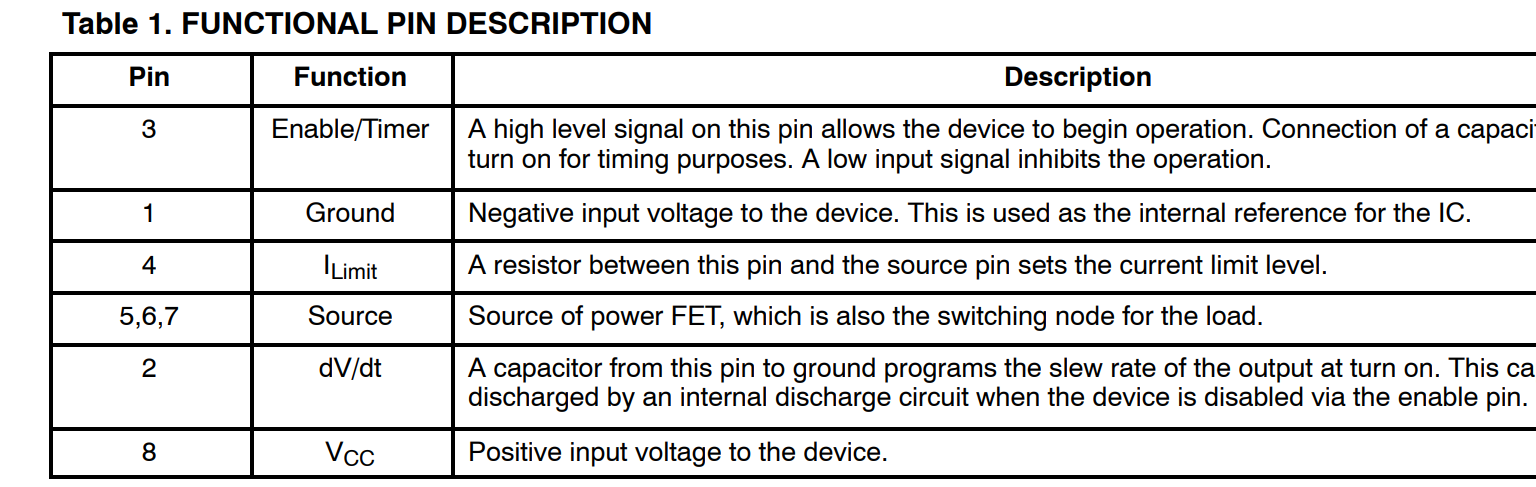 Table 1. FUNCTIONAL PIN DESCRIPTION
Pin Function Description
3 Enable/Timer A high level signal on this pin allows the device to begin operation. Connection of a capaci
turn on for timing purposes. A low input signal inhibits the operation.
1 Ground Negative input voltage to the device. This is used as the internal reference for the IC.
4 ILimit A resistor between this pin and the source pin sets the current limit level.
5,6,7 Source Source of power FET, which is also the switching node for the load.
2 dV/dt A capacitor from this pin to ground programs the slew rate of the output at turn on. This ca
discharged by an internal discharge circuit when the device is disabled via the enable pin.
8 VCC Positive input voltage to the device.